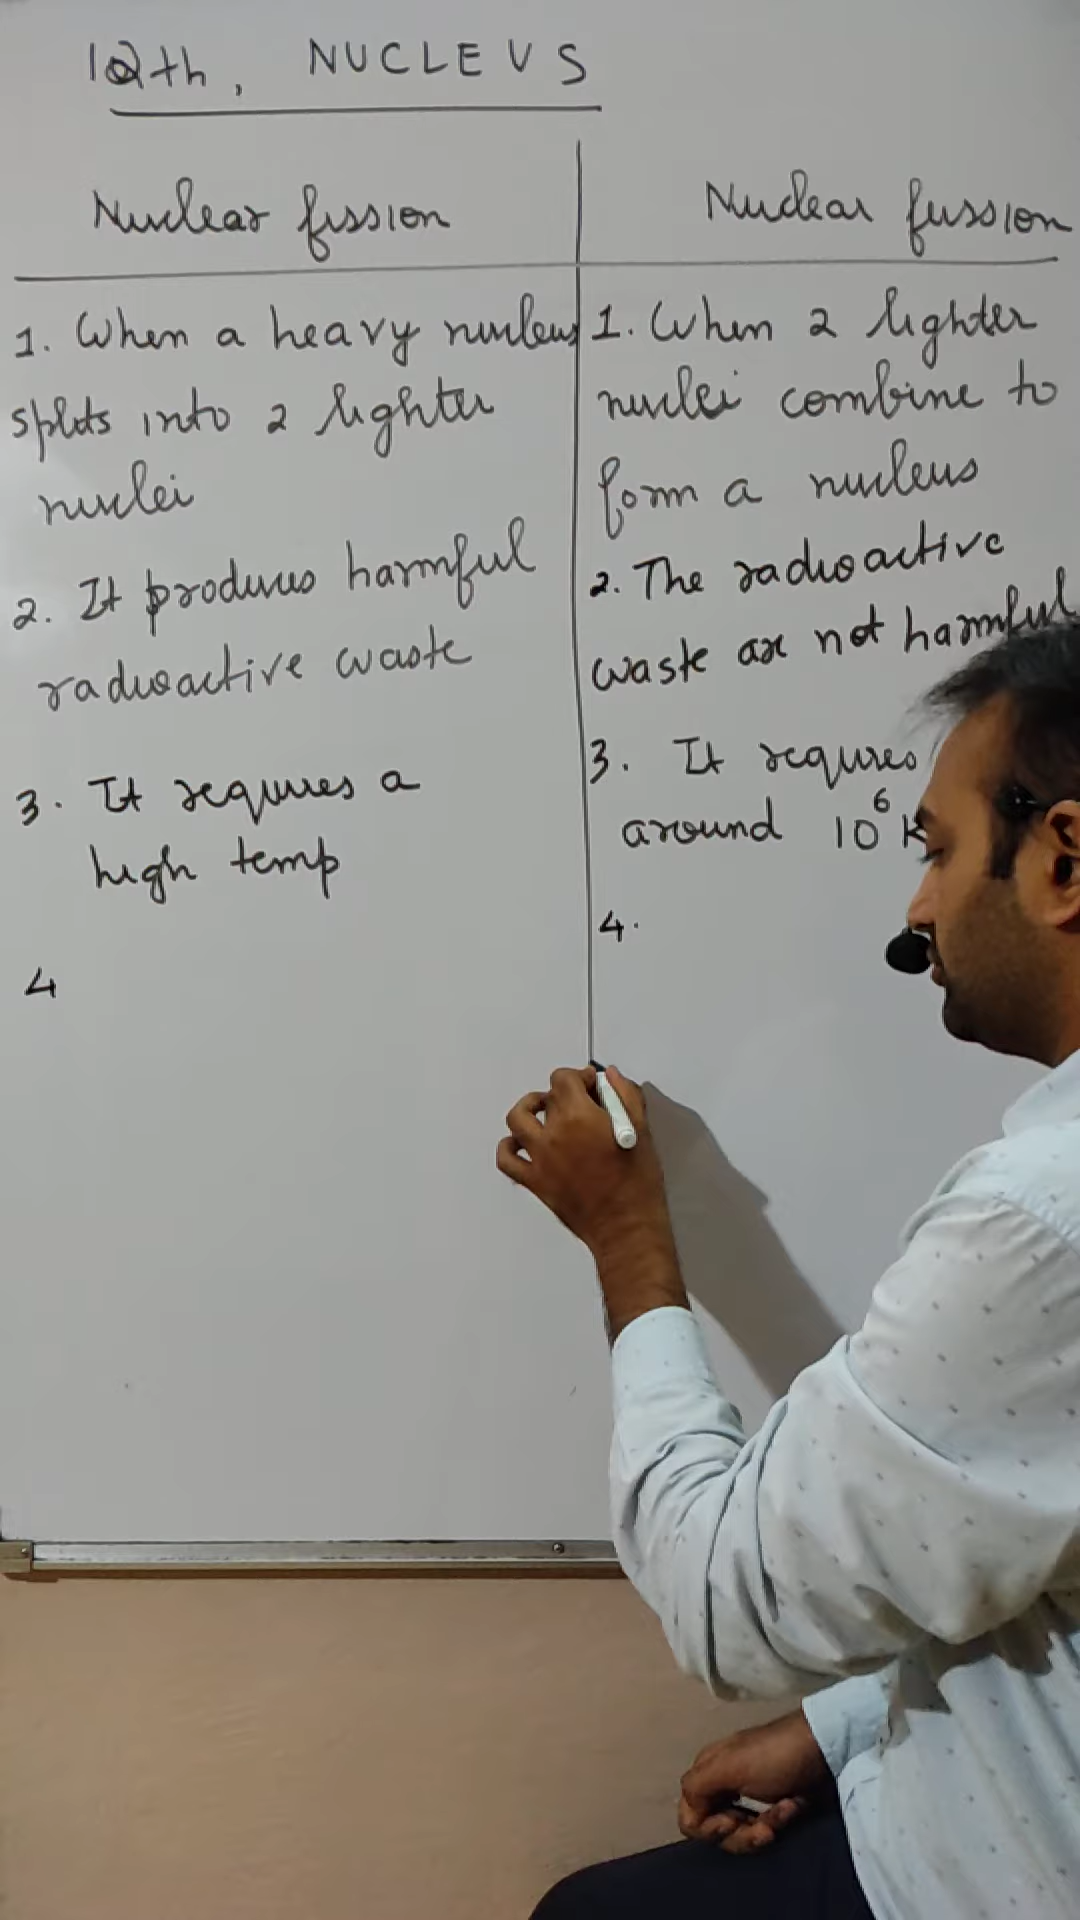 12th, NUCLEUS
Nuclear fission
Nuclear fussion
1. When a heavy nucleus
splits into 2 lighter
nuclei
2. It produces harmful
radioactive waste
3. It requires a
high temp
4
1. When 2 lighter
nuclei combine to
form a nucleus
2. The radioactive
waste are not harmful
3. It requires
around 10⁶ K
4.